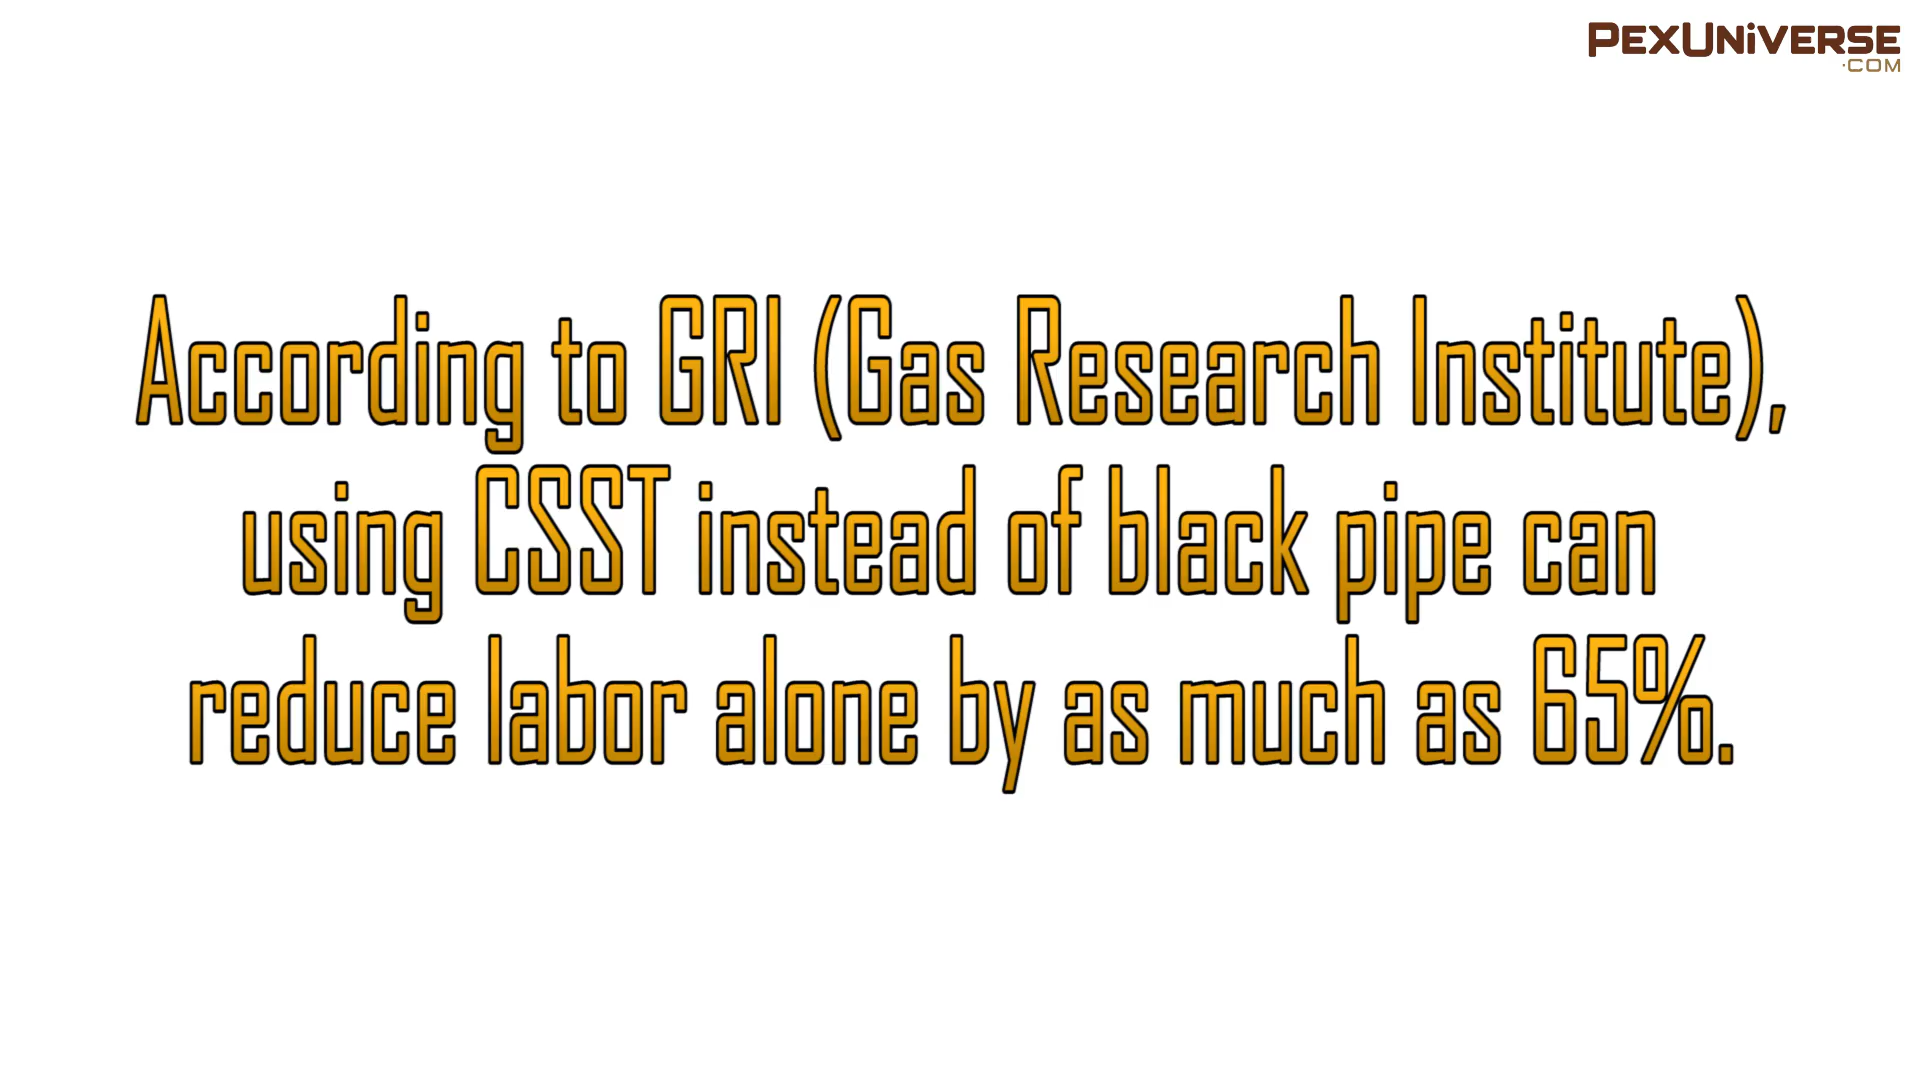 PEXUNiVERSE
.COM
According to GRI (Gas Research Institute),
using CSST instead of black pipe can
reduce labor alone by as much as 65%.